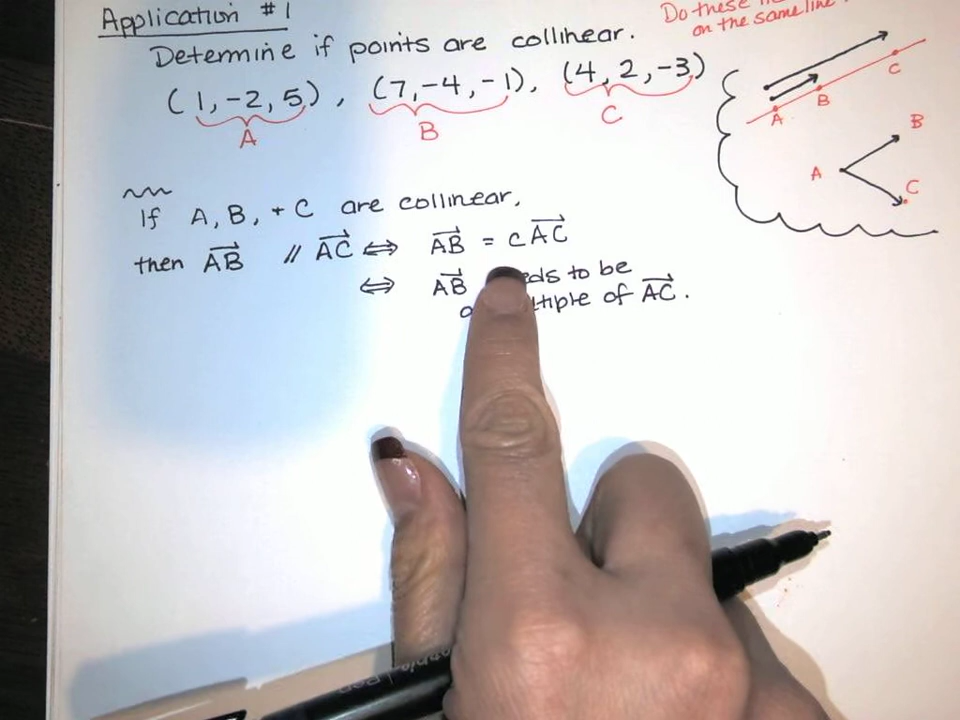 Application #1
Do these
on the same line
Determine if points are collinear.
(1,-2,5), (7,-4,-1), (4,2,-3)
A B C
A B C
B
A
C
If A, B, + C are collinear,
then AB // AC ⇔ AB = cAC
⇔ AB to be
of AC.